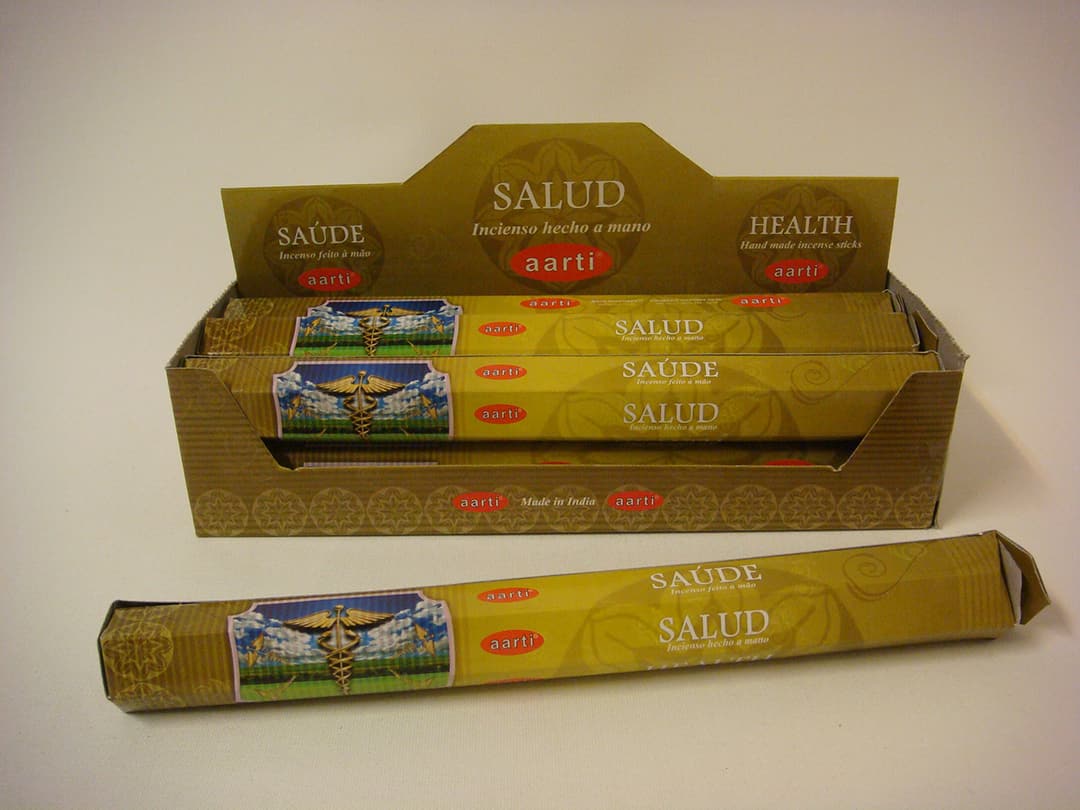 SALUD
Incienso hecho a mano
aarti®
SAÚDE
Incenso feito à mão
aarti®
HEALTH
Hand made incense sticks
aarti®
aarti
aarti
aarti
SALUD
Incienso hecho a mano
aarti
SAÚDE
Incenso feito à mão
aarti
SALUD
Incienso hecho a mano
aarti Made in India aarti
aarti
SAÚDE
Incenso feito à mão
aarti®
SALUD
Incienso hecho a mano